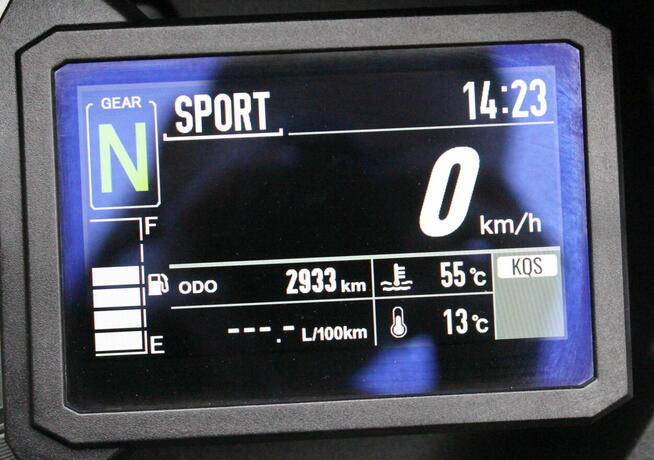 GEAR
N
SPORT
14:23
0 km/h
F
E
ODO 2933 km
---.- L/100km
55 °C
13 °C
KQS